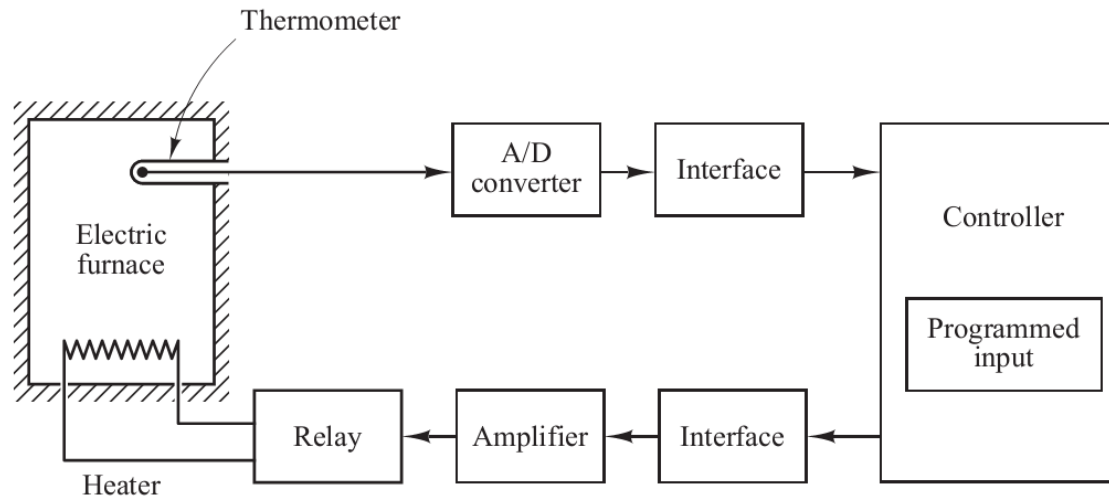 Thermometer
A/D
converter
Interface
Controller
Electric
furnace
Programmed
input
Relay
Amplifier
Interface
Heater